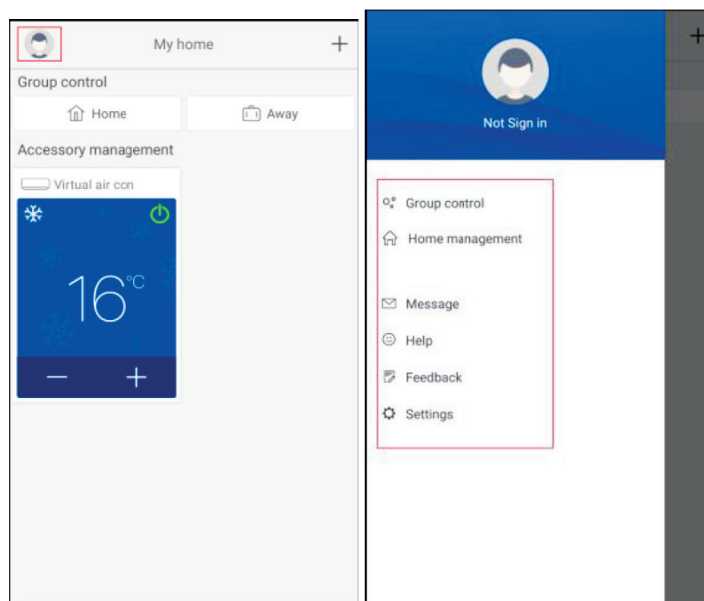 My home
Group control
Home
Away
Accessory management
Virtual air ccn
16°C
Not Sign in
Group control
Home management
Message
Help
Feedback
Settings